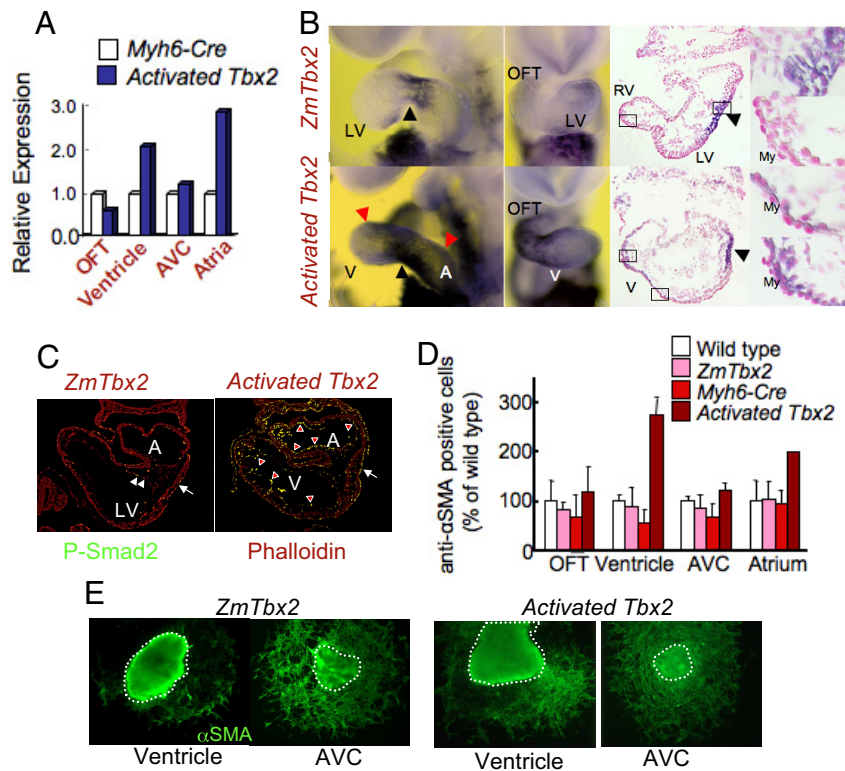 A
Myh6-Cre
Activated Tbx2
Relative Expression
3.0
2.0
1.0
0.0
OFT
Ventricle
AVC
Atria
B
ZmTbx2
Activated Tbx2
LV
OFT
LV
RV
LV
My
V
A
OFT
V
V
My
My
C
ZmTbx2
Activated Tbx2
A
LV
A
V
P-Smad2
Phalloidin
D
Wild type
ZmTbx2
Myh6-Cre
Activated Tbx2
anti-αSMA positive cells
(% of wild type)
300
200
100
0
OFT Ventricle AVC Atrium
E
ZmTbx2
Activated Tbx2
αSMA
Ventricle
AVC
Ventricle
AVC